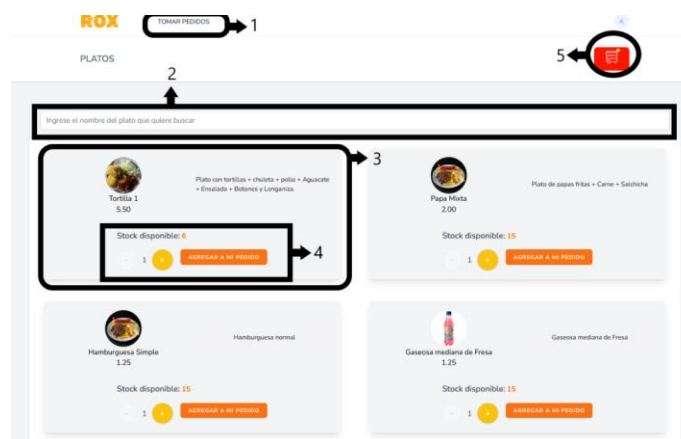 ROX
TOMAR PEDIDOS
1
A
PLATOS
5
2
Ingrese el nombre del plato que quiere buscar
3
Tortilla 1
5.50
Plato con tortillas + chuleta + pollo + Aguacate
+ Ensalada + Botones y Longaniza.
Stock disponible: 6
- 1 +
AGREGAR A MI PEDIDO
4
Papa Mixta
2.00
Plato de papas fritas + Carne + Salchicha
Stock disponible: 15
- 1 +
AGREGAR A MI PEDIDO
Hamburguesa Simple
1.25
Hamburguesa normal
Stock disponible: 15
- 1 +
AGREGAR A MI PEDIDO
Gaseosa mediana de Fresa
1.25
Gaseosa mediana de Fresa
Stock disponible: 15
- 1 +
AGREGAR A MI PEDIDO